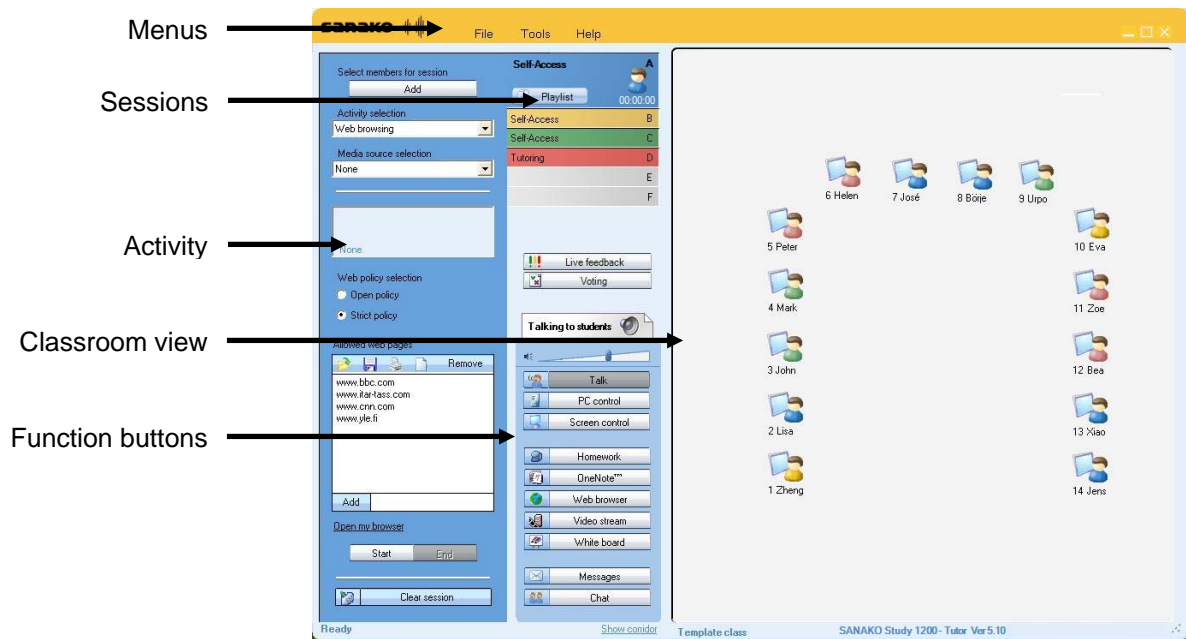 Menus
Sessions
Activity
Classroom view
Function buttons
sanako
File Tools Help
Select members for session
Add
Activity selection
Web browsing
Media source selection
None
None
Web policy selection
Open policy
Strict policy
Allowed web pages
Remove
www.bbc.com
www.itar-tass.com
www.cnn.com
www.yle.fi
Add
Open my browser
Start End
Clear session
Ready
Self-Access A
Playlist 00:00:00
Self-Access B
Self-Access C
Tutoring D
E
F
Live feedback
Voting
Talking to students
Talk
PC control
Screen control
Homework
OneNote™
Web browser
Video stream
White board
Messages
Chat
Show corridor
6 Helen 7 José 8 Börje 9 Urpo
5 Peter 10 Eva
4 Mark 11 Zoe
3 John 12 Bea
2 Lisa 13 Xiao
1 Zheng 14 Jens
Template class SANAKO Study 1200 - Tutor Ver 5.10